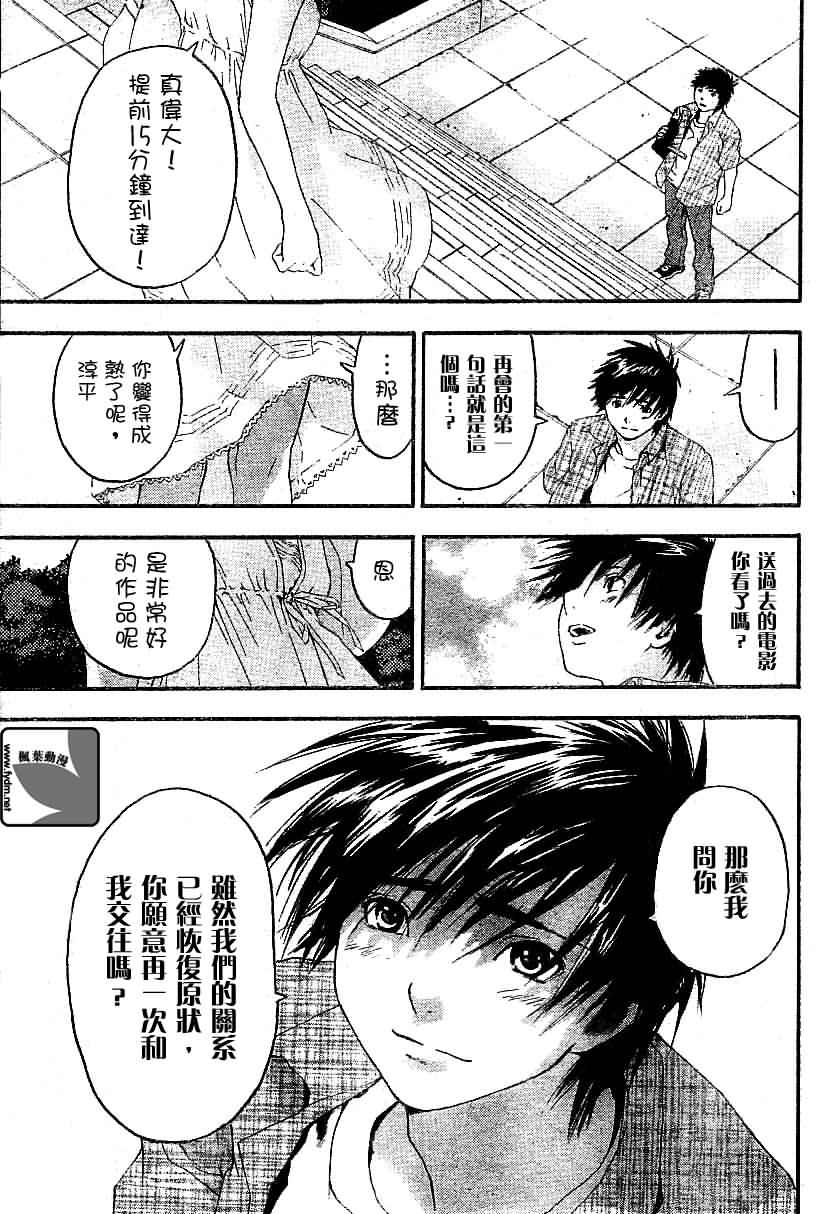 真偉大！
提前15分鐘到達！
—
再會的第一
句話就是這
個嗎…？
…那麼
你變得成
熟了呢，
淳平
送過去的電影
你看了嗎？
恩
是非常好
的作品呢
那麼我
問你
雖然我們的關系
已經恢復原狀，
你願意再一次和
我交往嗎？
楓葉動漫
www.fydm.net